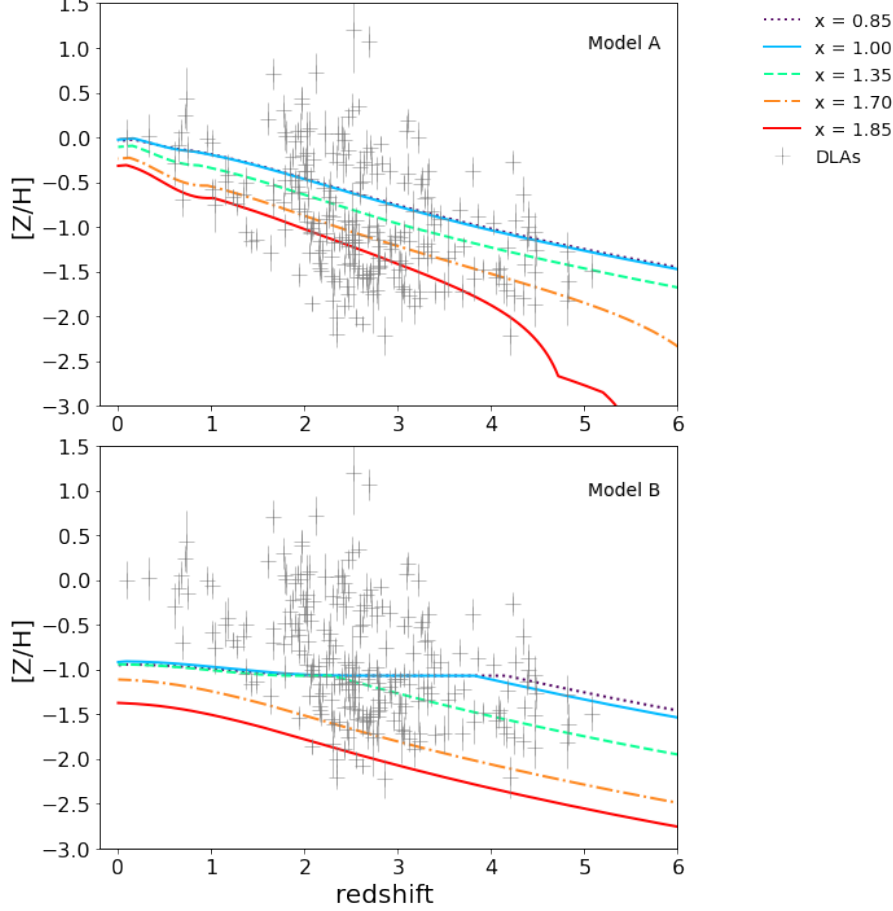 1.5
1.0
0.5
0.0
−0.5
−1.0
−1.5
−2.0
−2.5
−3.0
[Z/H]
Model A
0 1 2 3 4 5 6
x = 0.85
x = 1.00
x = 1.35
x = 1.70
x = 1.85
DLAs
1.5
1.0
0.5
0.0
−0.5
−1.0
−1.5
−2.0
−2.5
−3.0
[Z/H]
Model B
0 1 2 3 4 5 6
redshift